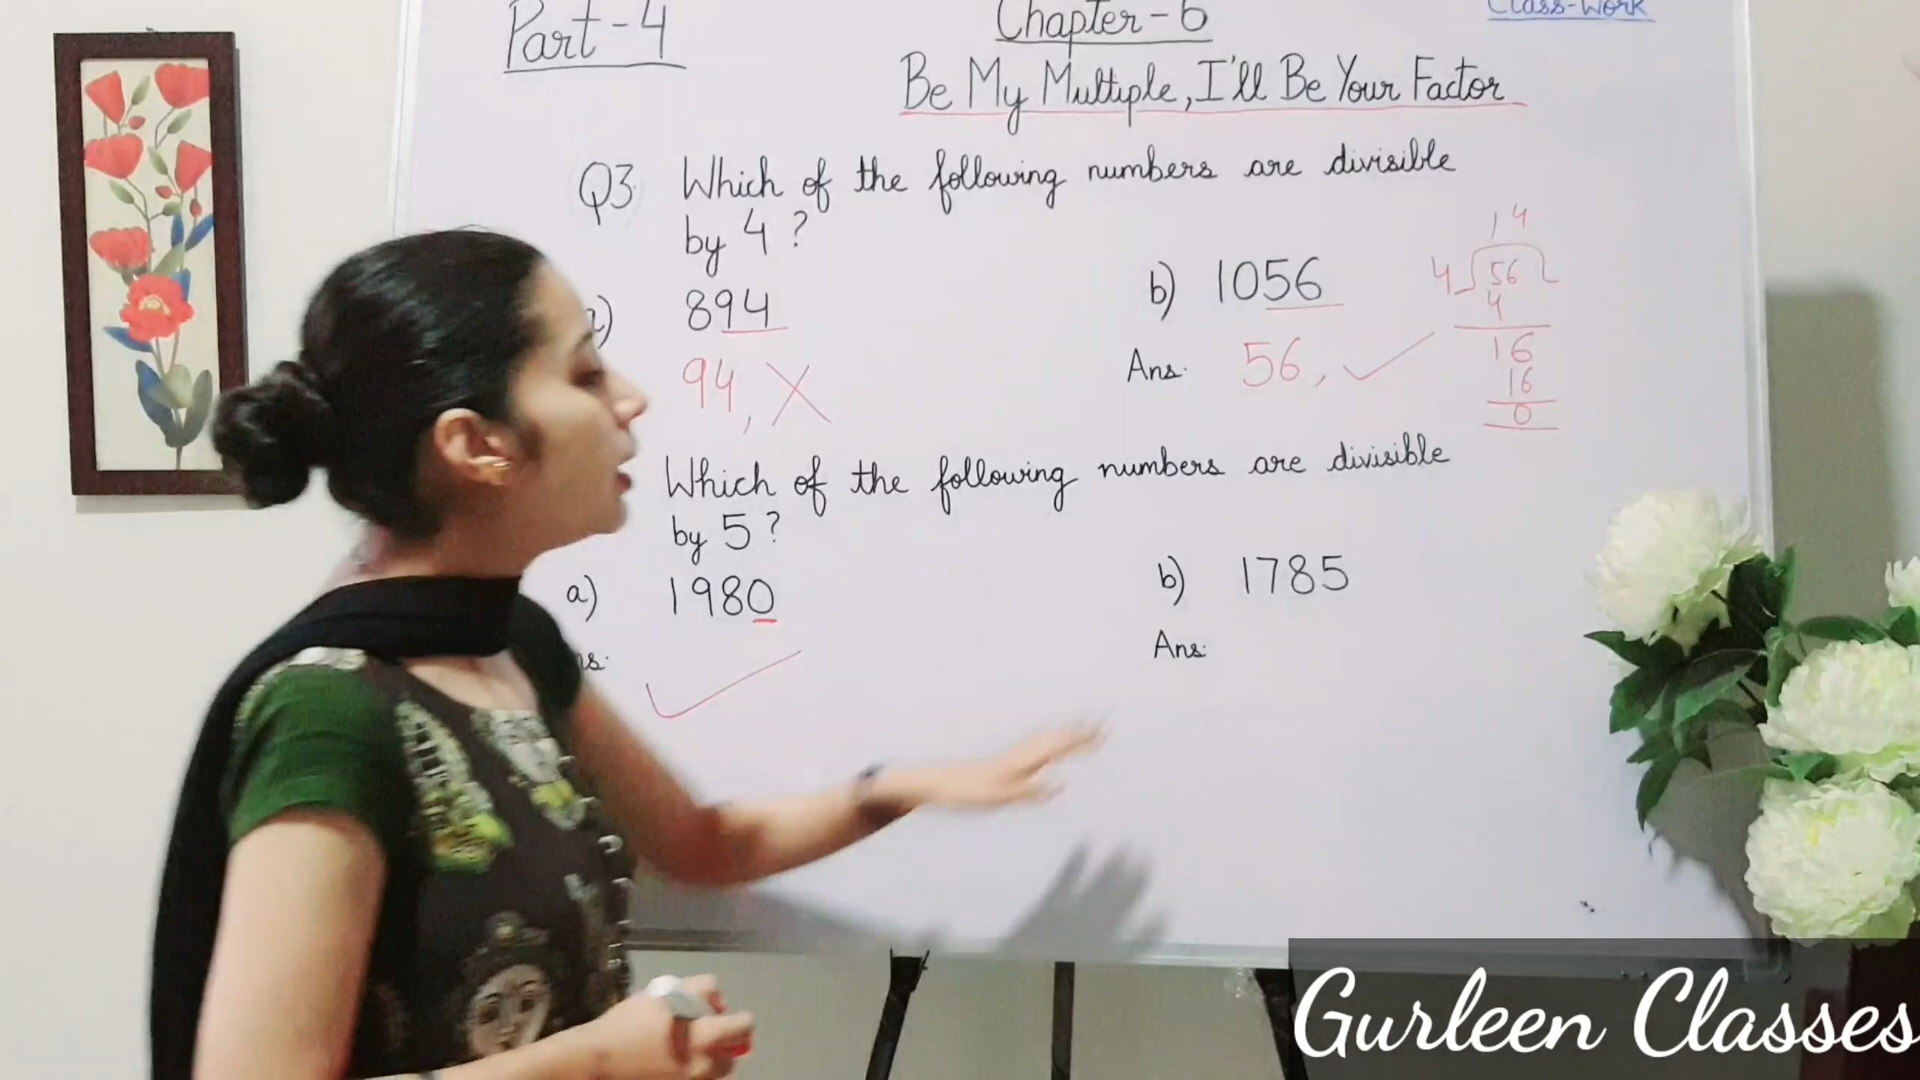 Part-4
Chapter-6
Class-Work
Be My Multiple, I'll Be Your Factor
Q3 Which of the following numbers are divisible
by 4 ?
894
94, X
b) 1056
Ans. 56, ✓
14
4 56
4
16
16
0
Which of the following numbers are divisible
by 5 ?
a) 1980
✓
b) 1785
Ans.
Gurleen Classes